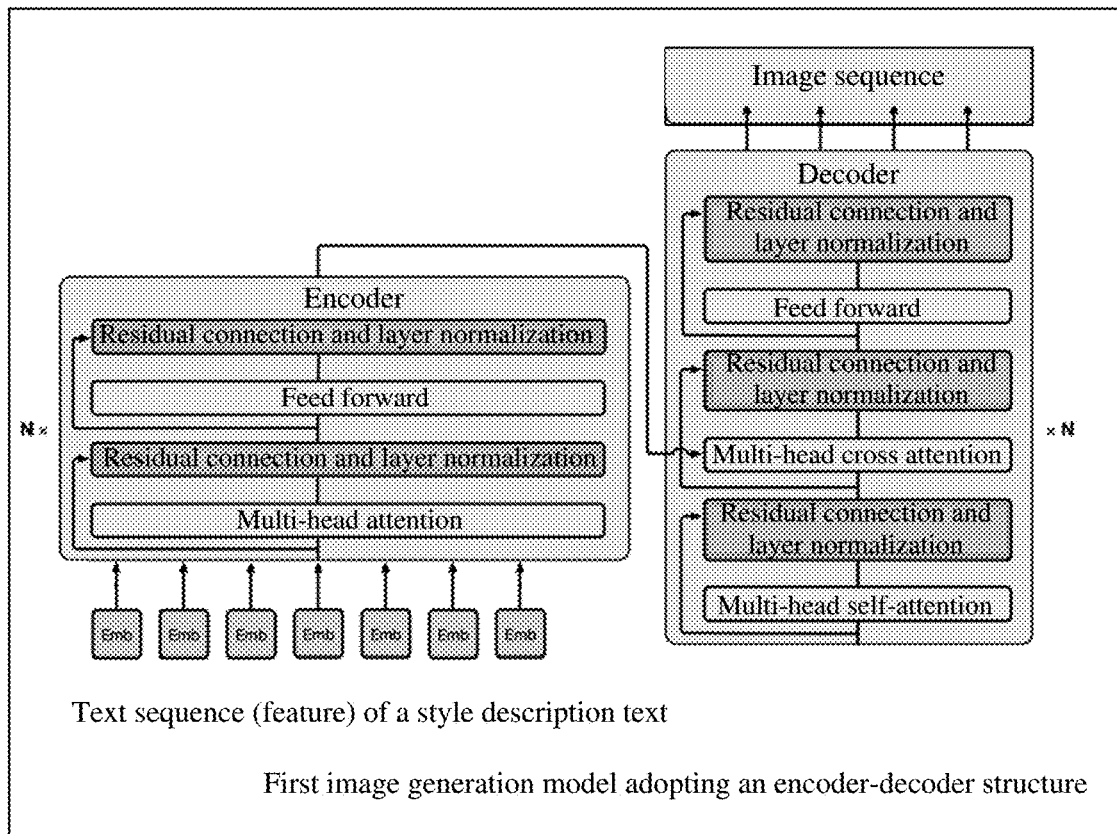 Image sequence
Decoder
Residual connection and
layer normalization
Feed forward
Residual connection and
layer normalization
Multi-head cross attention
Residual connection and
layer normalization
Multi-head self-attention
× N
Encoder
Residual connection and layer normalization
Feed forward
Residual connection and layer normalization
Multi-head attention
N ×
Emb Emb Emb Emb Emb Emb Emb
Text sequence (feature) of a style description text
First image generation model adopting an encoder-decoder structure